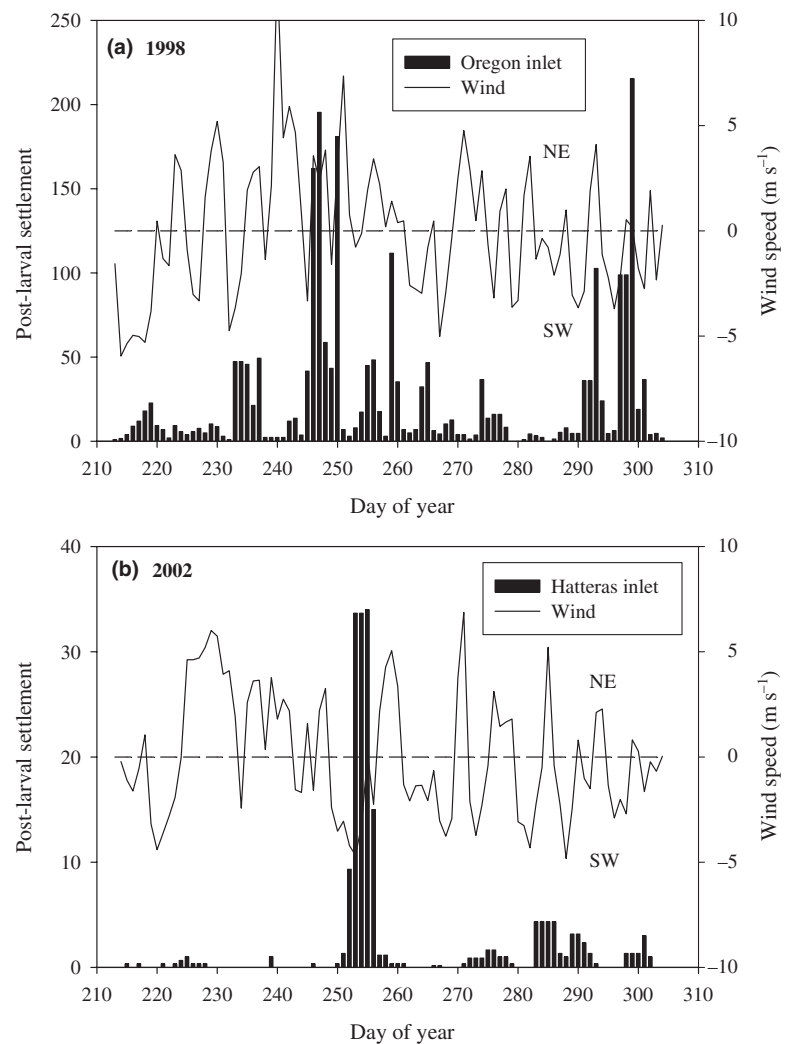 250
10
(a) 1998
Oregon inlet
Wind
200
5
NE
150
Post-larval settlement
0
Wind speed (m s⁻¹)
100
SW
−5
50
0
−10
210 220 230 240 250 260 270 280 290 300 310
Day of year
40
10
(b) 2002
Hatteras inlet
Wind
30
5
NE
Post-larval settlement
20
0
Wind speed (m s⁻¹)
10
SW
−5
0
−10
210 220 230 240 250 260 270 280 290 300 310
Day of year